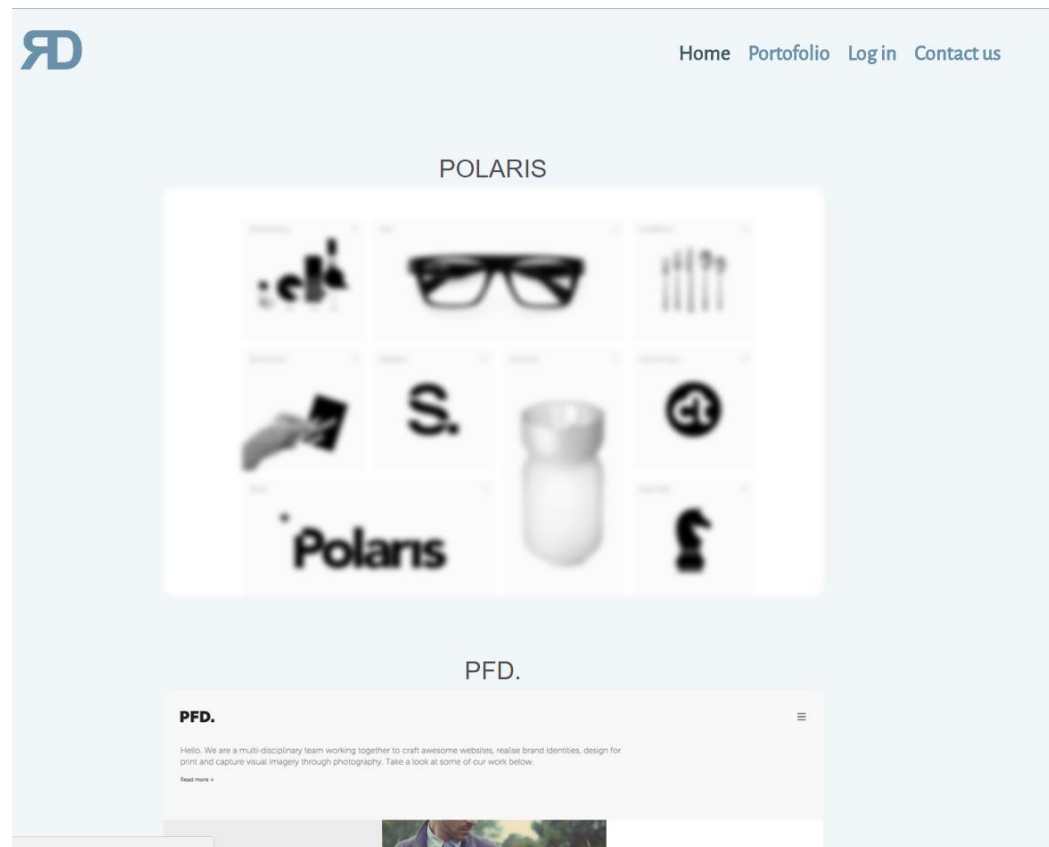 ЯD
Home Portofolio Log in Contact us
POLARIS
S.
ct
Polaris
PFD.
PFD.
Hello. We are a multi-disciplinary team working together to craft awesome websites, realise brand identities, design for
print and capture visual imagery through photography. Take a look at some of our work below.
Read more +